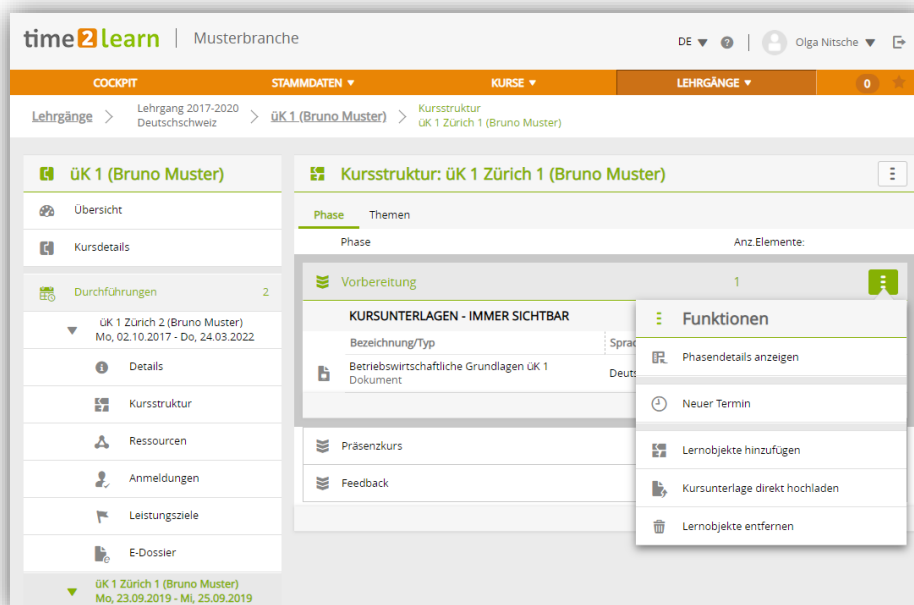 time2learn | Musterbranche
DE
Olga Nitsche
COCKPIT
STAMMDATEN
KURSE
LEHRGÄNGE
0
Lehrgänge
Lehrgang 2017-2020
Deutschschweiz
üK 1 (Bruno Muster)
Kursstruktur
üK 1 Zürich 1 (Bruno Muster)
üK 1 (Bruno Muster)
Übersicht
Kursdetails
Durchführungen 2
üK 1 Zürich 2 (Bruno Muster)
Mo, 02.10.2017 - Do, 24.03.2022
Details
Kursstruktur
Ressourcen
Anmeldungen
Leistungsziele
E-Dossier
üK 1 Zürich 1 (Bruno Muster)
Mo, 23.09.2019 - Mi, 25.09.2019
Kursstruktur: üK 1 Zürich 1 (Bruno Muster)
Phase Themen
Phase Anz.Elemente:
Vorbereitung 1
KURSUNTERLAGEN - IMMER SICHTBAR
Bezeichnung/Typ Sprac
Betriebswirtschaftliche Grundlagen üK 1
Dokument
Deuts
Präsenzkurs
Feedback
Funktionen
Phasendetails anzeigen
Neuer Termin
Lernobjekte hinzufügen
Kursunterlage direkt hochladen
Lernobjekte entfernen